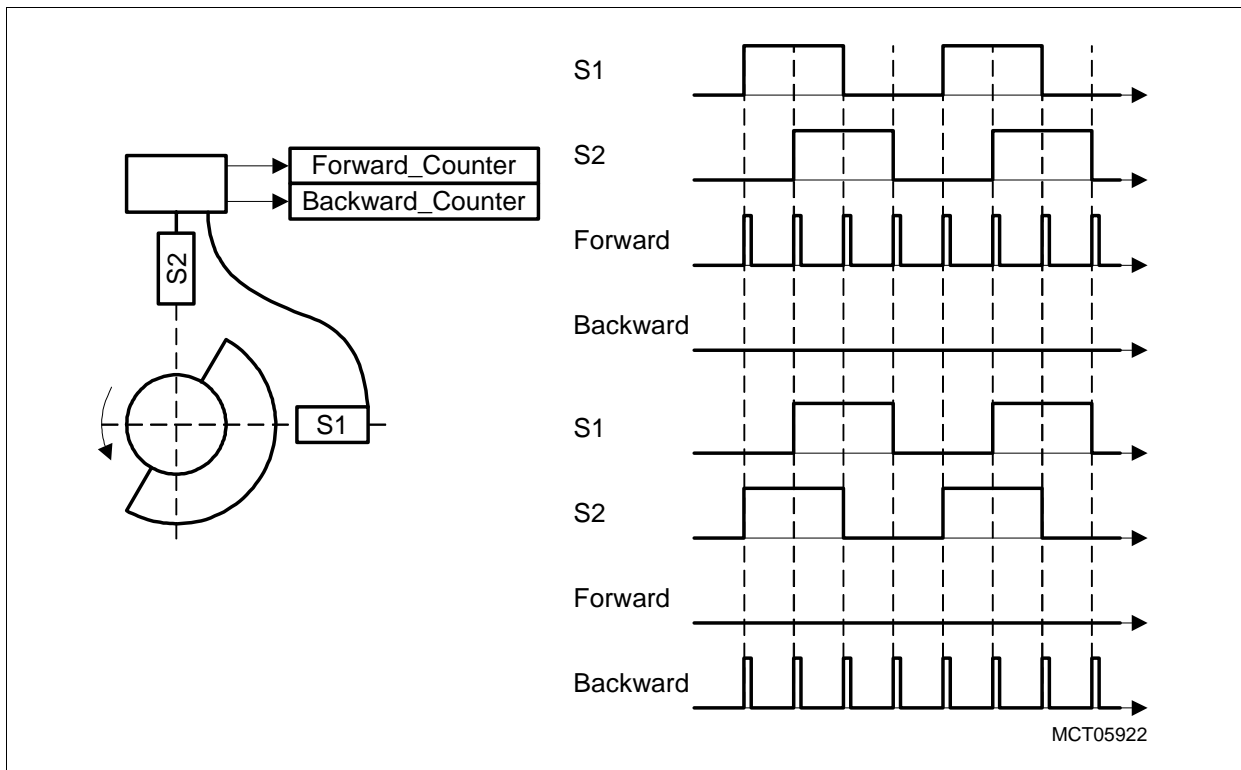 Forward_Counter
Backward_Counter
S2
S1
S1
S2
Forward
Backward
S1
S2
Forward
Backward
MCT05922